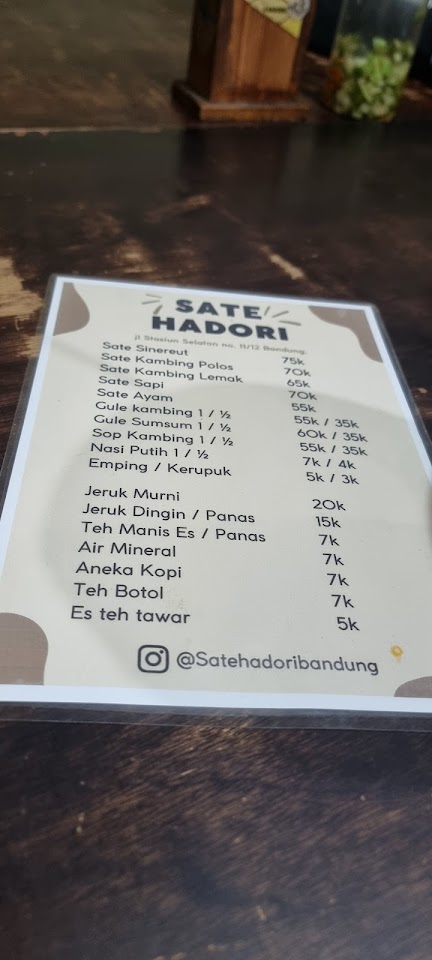 SATE
HADORI
jl Stasiun Selatan no. 11/12 Bandung.
Sate Sinereut 75k
Sate Kambing Polos 70k
Sate Kambing Lemak 65k
Sate Sapi 70k
Sate Ayam 55k
Gule kambing 1 / ½ 55k / 35k
Gule Sumsum 1 / ½ 60k / 35k
Sop Kambing 1 / ½ 55k / 35k
Nasi Putih 1 / ½ 7k / 4k
Emping / Kerupuk 5k / 3k
Jeruk Murni 20k
Jeruk Dingin / Panas 15k
Teh Manis Es / Panas 7k
Air Mineral 7k
Aneka Kopi 7k
Teh Botol 7k
Es teh tawar 5k
@Satehadoribandung